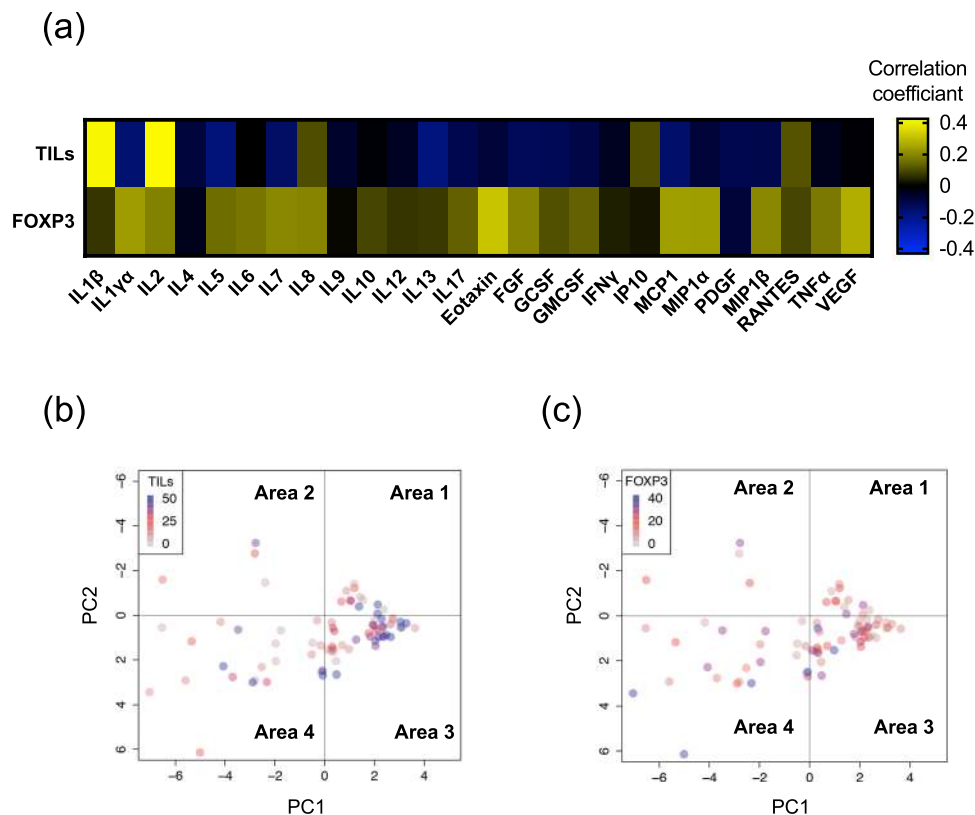 (a)
Correlation
coefficiant
TILs
FOXP3
0.4
0.2
0
-0.2
-0.4
IL1β IL1γα IL2 IL4 IL5 IL6 IL7 IL8 IL9 IL10 IL12 IL13 IL17 Eotaxin FGF GCSF GMCSF IFNγ IP10 MCP1 MIP1α PDGF MIP1β RANTES TNFα VEGF
(b)
TILs
50
25
0
Area 2 Area 1
Area 4 Area 3
PC2
-6
-4
-2
0
2
4
6
-6 -4 -2 0 2 4
PC1
(c)
FOXP3
40
20
0
Area 2 Area 1
Area 4 Area 3
-6
-4
-2
0
2
4
6
-6 -4 -2 0 2 4
PC1